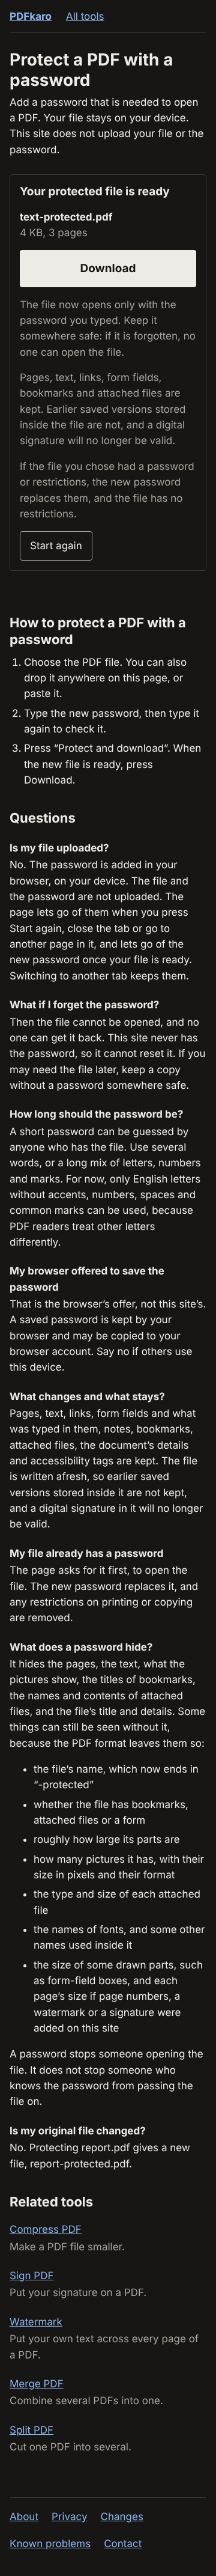 PDFkaro All tools
Protect a PDF with a
password
Add a password that is needed to open
a PDF. Your file stays on your device.
This site does not upload your file or the
password.
Your protected file is ready
text-protected.pdf
4 KB, 3 pages
Download
The file now opens only with the
password you typed. Keep it
somewhere safe: if it is forgotten, no
one can open the file.
Pages, text, links, form fields,
bookmarks and attached files are
kept. Earlier saved versions stored
inside the file are not, and a digital
signature will no longer be valid.
If the file you chose had a password
or restrictions, the new password
replaces them, and the file has no
restrictions.
Start again
How to protect a PDF with a
password
1. Choose the PDF file. You can also
drop it anywhere on this page, or
paste it.
2. Type the new password, then type it
again to check it.
3. Press “Protect and download”. When
the new file is ready, press
Download.
Questions
Is my file uploaded?
No. The password is added in your
browser, on your device. The file and
the password are not uploaded. The
page lets go of them when you press
Start again, close the tab or go to
another page in it, and lets go of the
new password once your file is ready.
Switching to another tab keeps them.
What if I forget the password?
Then the file cannot be opened, and no
one can get it back. This site never has
the password, so it cannot reset it. If you
may need the file later, keep a copy
without a password somewhere safe.
How long should the password be?
A short password can be guessed by
anyone who has the file. Use several
words, or a long mix of letters, numbers
and marks. For now, only English letters
without accents, numbers, spaces and
common marks can be used, because
PDF readers treat other letters
differently.
My browser offered to save the
password
That is the browser’s offer, not this site’s.
A saved password is kept by your
browser and may be copied to your
browser account. Say no if others use
this device.
What changes and what stays?
Pages, text, links, form fields and what
was typed in them, notes, bookmarks,
attached files, the document’s details
and accessibility tags are kept. The file
is written afresh, so earlier saved
versions stored inside it are not kept,
and a digital signature in it will no longer
be valid.
My file already has a password
The page asks for it first, to open the
file. The new password replaces it, and
any restrictions on printing or copying
are removed.
What does a password hide?
It hides the pages, the text, what the
pictures show, the titles of bookmarks,
the names and contents of attached
files, and the file’s title and details. Some
things can still be seen without it,
because the PDF format leaves them so:
• the file’s name, which now ends in
“-protected”
• whether the file has bookmarks,
attached files or a form
• roughly how large its parts are
• how many pictures it has, with their
size in pixels and their format
• the type and size of each attached
file
• the names of fonts, and some other
names used inside it
• the size of some drawn parts, such
as form-field boxes, and each
page’s size if page numbers, a
watermark or a signature were
added on this site
A password stops someone opening the
file. It does not stop someone who
knows the password from passing the
file on.
Is my original file changed?
No. Protecting report.pdf gives a new
file, report-protected.pdf.
Related tools
Compress PDF
Make a PDF file smaller.
Sign PDF
Put your signature on a PDF.
Watermark
Put your own text across every page of
a PDF.
Merge PDF
Combine several PDFs into one.
Split PDF
Cut one PDF into several.
About Privacy Changes
Known problems Contact